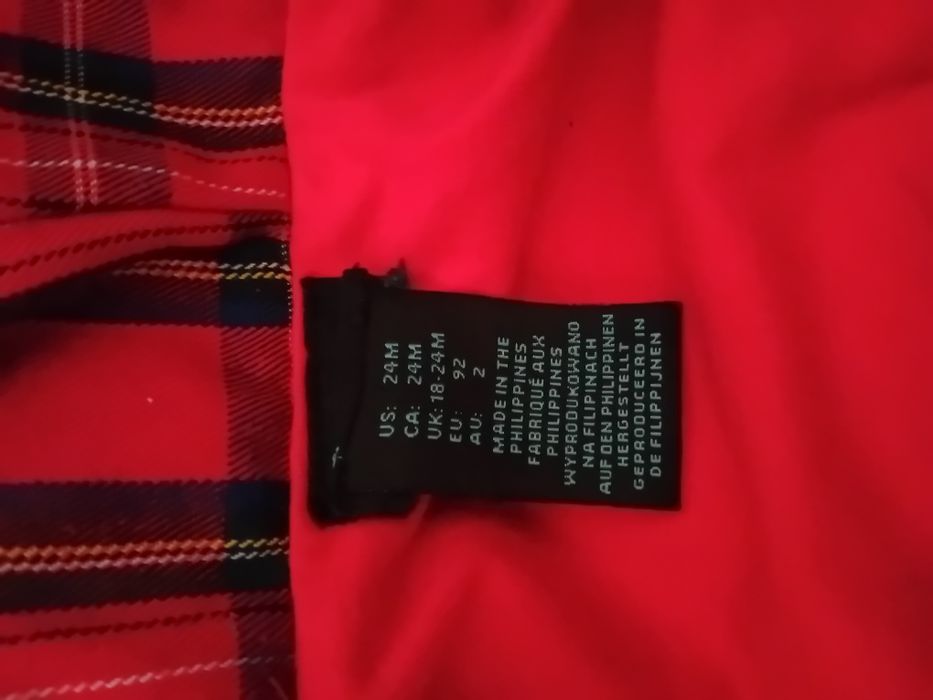 US: 24M
CA: 24M
UK: 18-24M
EU: 92
AU: 2
MADE IN THE
PHILIPPINES
FABRIQUÉ AUX
PHILIPPINES
WYPRODUKOWANO
NA FILIPINACH
AUF DEN PHILIPPINEN
HERGESTELLT
GEPRODUCEERD IN
DE FILIPPIJNEN